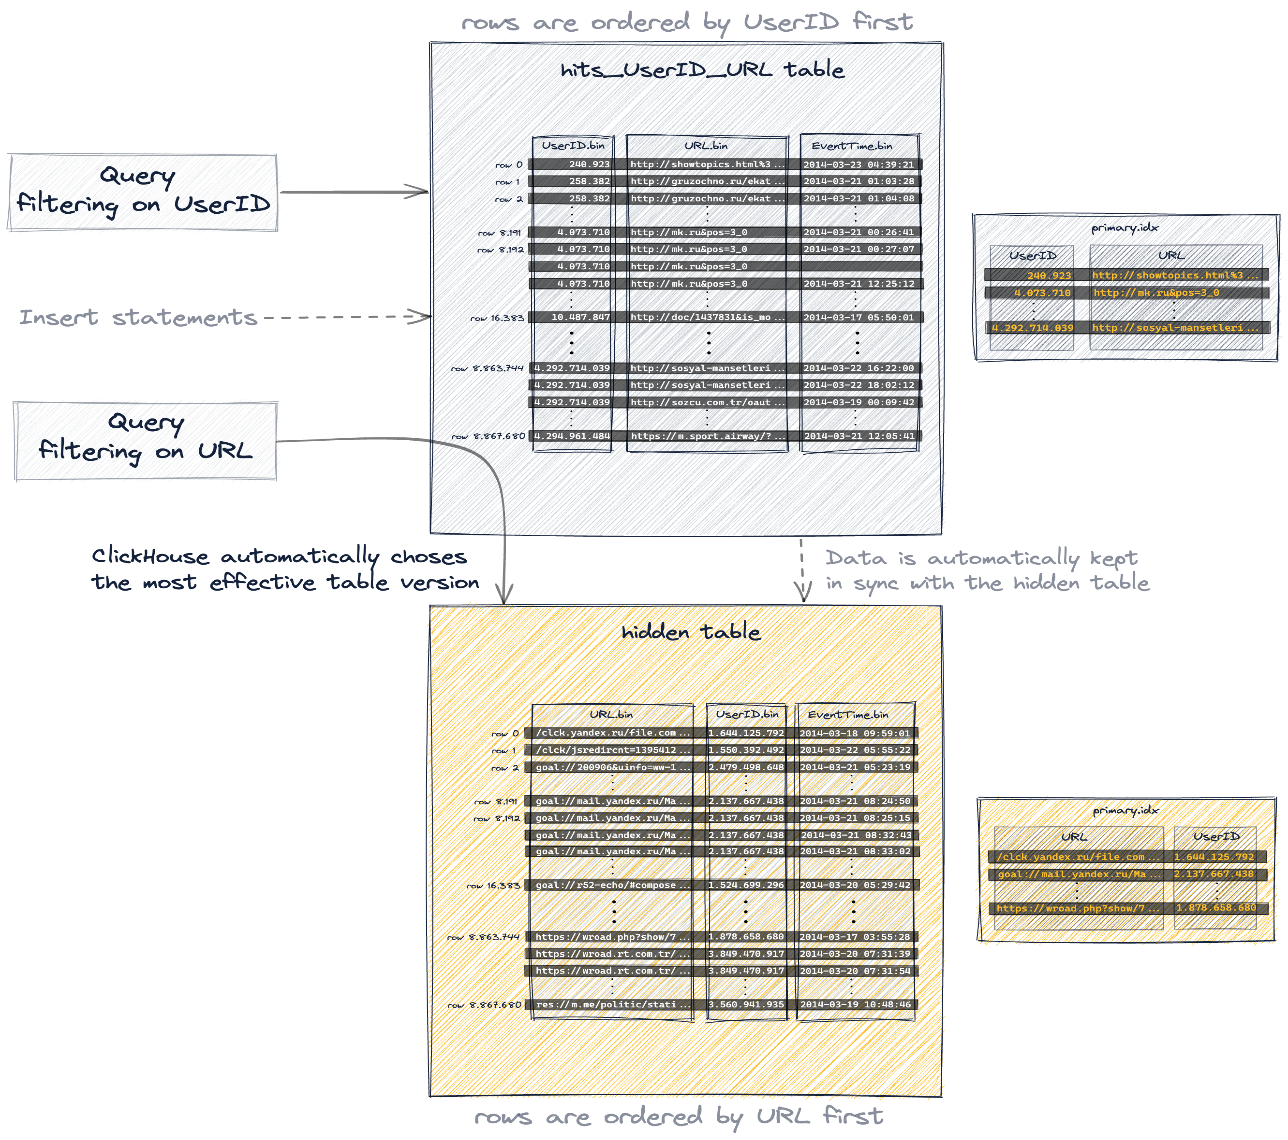 rows are ordered by UserID first
hits_UserID_URL table
UserID.bin URL.bin EventTime.bin
row 0 240.923 http://showtopics.html%3... 2014-03-23 04:39:21
row 1 258.382 http://gruzochno.ru/ekat 2014-03-21 01:03:28
row 2 258.382 http://gruzochno.ru/ekat 2014-03-21 01:04:08
row 8.191 4.073.710 http://mk.ru&pos=3_0 2014-03-21 00:26:41
row 8.192 4.073.710 http://mk.ru&pos=3_0 2014-03-21 00:27:07
4.073.710 http://mk.ru&pos=3_0
4.073.710 http://mk.ru&pos=3_0 2014-03-21 12:25:12
row 16.383 10.487.847 http://doc/1437831&is_mo... 2014-03-17 05:50:01
row 8.863.744 4.292.714.039 http://sosyal-mansetleri... 2014-03-22 16:22:00
4.292.714.039 http://sosyal-mansetleri... 2014-03-22 18:02:12
4.292.714.039 http://sozcu.com.tr/oaut... 2014-03-19 00:09:42
row 8.867.680 4.294.961.484 https://m.sport.airway/?... 2014-03-21 12:05:41
Query
filtering on UserID
Insert statements
Query
filtering on URL
primary.idx
UserID URL
240.923 http://showtopics.html%3...
4.073.710 http://mk.ru&pos=3_0
4.292.714.039 http://sosyal-mansetleri...
ClickHouse automatically choses
the most effective table version
Data is automatically kept
in sync with the hidden table
hidden table
URL.bin UserID.bin EventTime.bin
row 0 /clck.yandex.ru/file.com... 1.644.125.792 2014-03-18 09:59:01
row 1 /clck/jsredircnt=1395412... 1.550.392.492 2014-03-22 05:55:22
row 2 goal://200906&uinfo=ww-1... 2.479.498.648 2014-03-21 05:23:19
row 8.191 goal://mail.yandex.ru/Ma... 2.137.667.438 2014-03-21 08:24:50
row 8.192 goal://mail.yandex.ru/Ma... 2.137.667.438 2014-03-21 08:25:15
goal://mail.yandex.ru/Ma... 2.137.667.438 2014-03-21 08:32:43
goal://mail.yandex.ru/Ma... 2.137.667.438 2014-03-21 08:33:02
row 16.383 goal://r52-echo/#compose... 1.524.699.296 2014-03-20 05:29:42
row 8.863.744 https://wroad.php?show/7... 1.878.658.680 2014-03-17 03:55:28
https://wroad.rt.com.tr/... 3.849.470.917 2014-03-20 07:31:39
https://wroad.rt.com.tr/... 3.849.470.917 2014-03-20 07:31:54
row 8.867.680 res://m.me/politic/stati... 3.560.941.935 2014-03-19 10:48:46
primary.idx
URL UserID
/clck.yandex.ru/file.com... 1.644.125.792
goal://mail.yandex.ru/Ma... 2.137.667.438
https://wroad.php?show/7... 1.878.658.680
rows are ordered by URL first